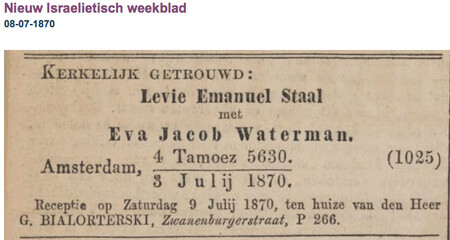 Nieuw Israelietisch weekblad
08-07-1870
KERKELIJK GETROUWD:
Levie Emanuel Staal
met
Eva Jacob Waterman.
4 Tamoez 5630.
Amsterdam, (1025)
3 Julij 1870.
Receptie op Zaturdag 9 Julij 1870, ten huize van den Heer
G. BIALORTERSKI, Zwanenburgerstraat, P 266.